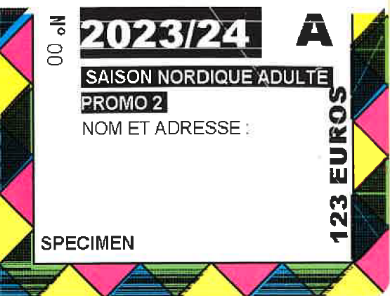 N° 00
2023/24 A
SAISON NORDIQUE ADULTE
PROMO 2
NOM ET ADRESSE :
123 EUROS
SPECIMEN